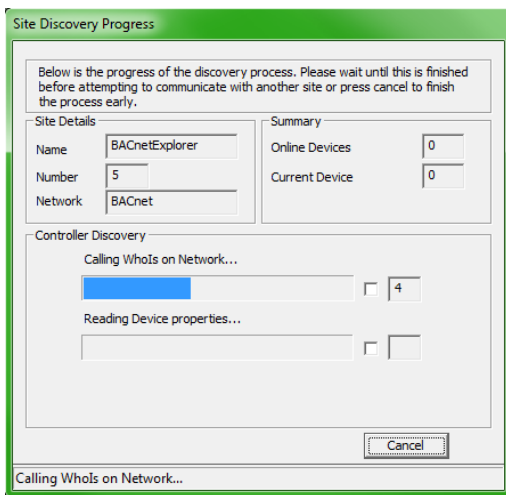 Site Discovery Progress
Below is the progress of the discovery process. Please wait until this is finished
before attempting to communicate with another site or press cancel to finish
the process early.
Site Details
Name
BACnetExplorer
Number
5
Network
BACnet
Summary
Online Devices
0
Current Device
0
Controller Discovery
Calling WhoIs on Network...
4
Reading Device properties...
Cancel
Calling WhoIs on Network...